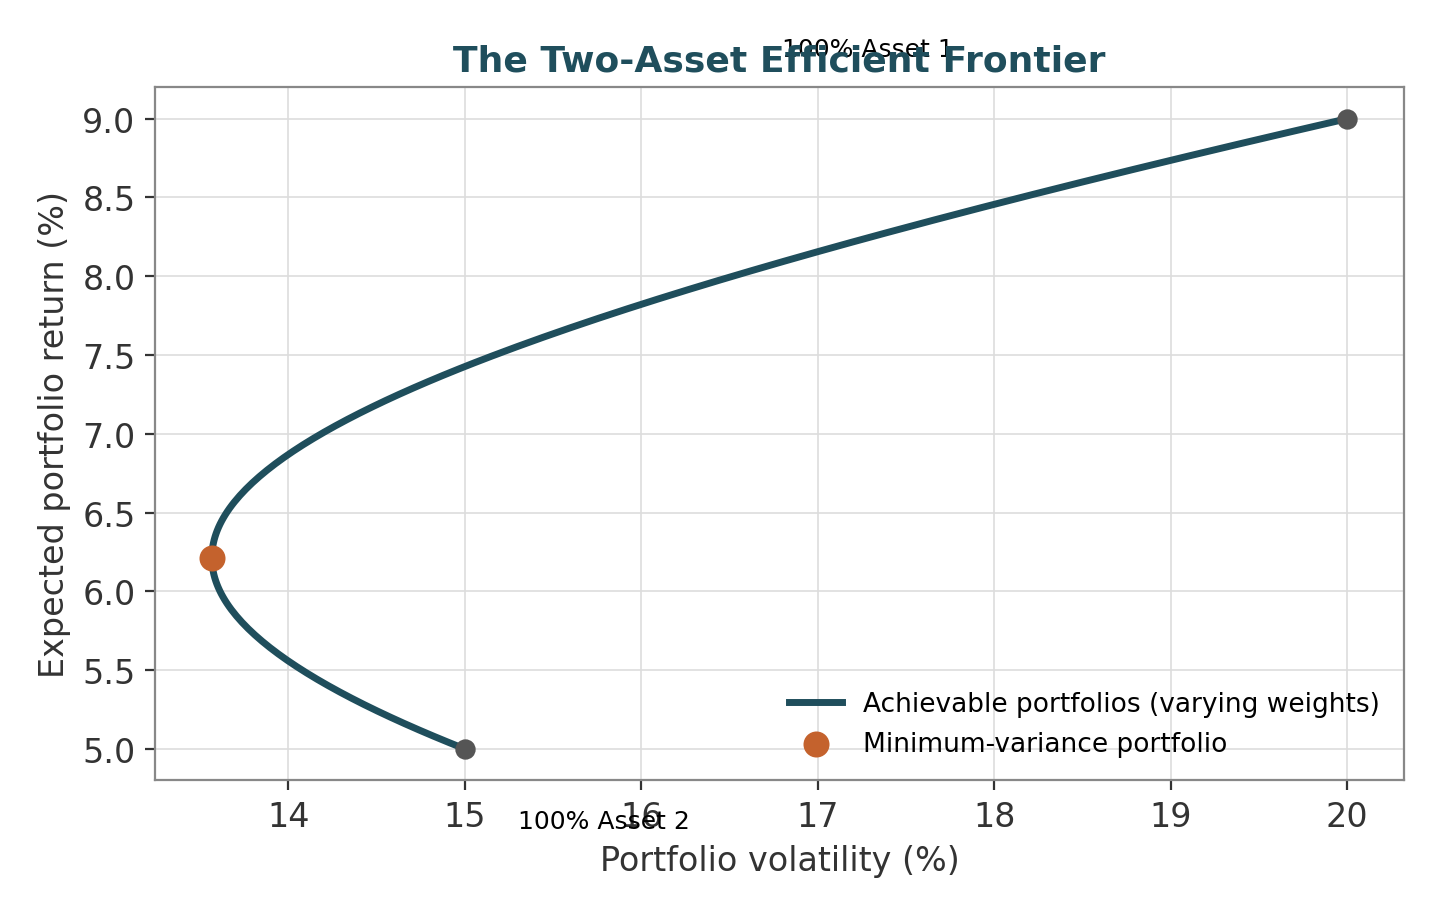 100% Asset 1
The Two-Asset Efficient Frontier
Expected portfolio return (%)
9.0
8.5
8.0
7.5
7.0
6.5
6.0
5.5
5.0
Achievable portfolios (varying weights)
Minimum-variance portfolio
14 15 16 17 18 19 20
100% Asset 2
Portfolio volatility (%)